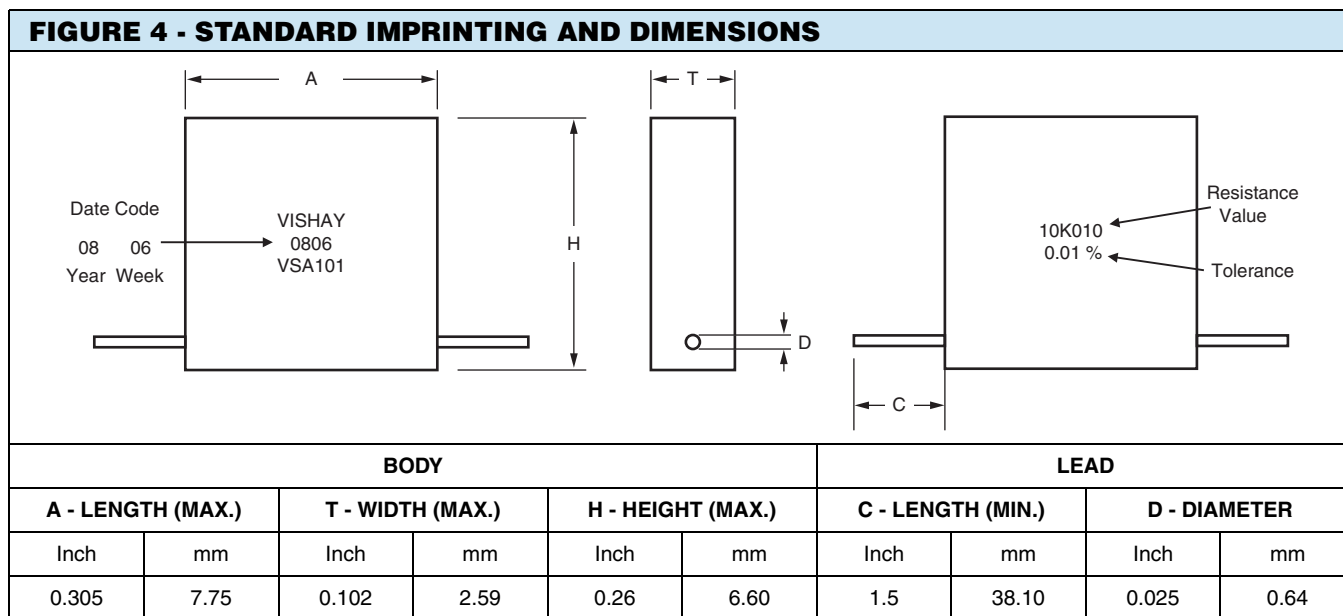 FIGURE 4 - STANDARD IMPRINTING AND DIMENSIONS
A
T
H
D
C
Date Code
08 06
Year Week
VISHAY
0806
VSA101
10K010
0.01 %
Resistance
Value
Tolerance
BODY LEAD
A - LENGTH (MAX.) T - WIDTH (MAX.) H - HEIGHT (MAX.) C - LENGTH (MIN.) D - DIAMETER
Inch mm Inch mm Inch mm Inch mm Inch mm
0.305 7.75 0.102 2.59 0.26 6.60 1.5 38.10 0.025 0.64